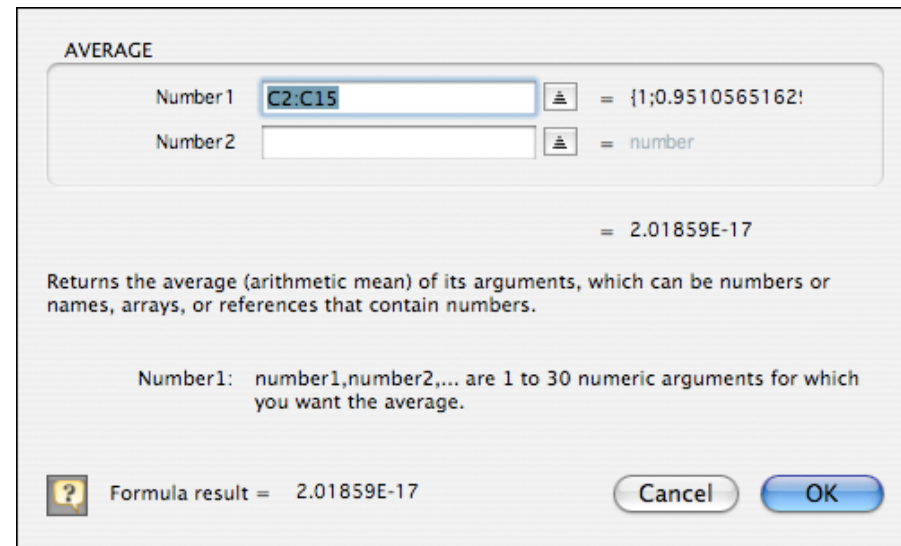 AVERAGE
Number1 C2:C15 = {1;0.9510565162!
Number2 = number
= 2.01859E-17
Returns the average (arithmetic mean) of its arguments, which can be numbers or
names, arrays, or references that contain numbers.
Number1: number1,number2,... are 1 to 30 numeric arguments for which
you want the average.
? Formula result = 2.01859E-17 Cancel OK